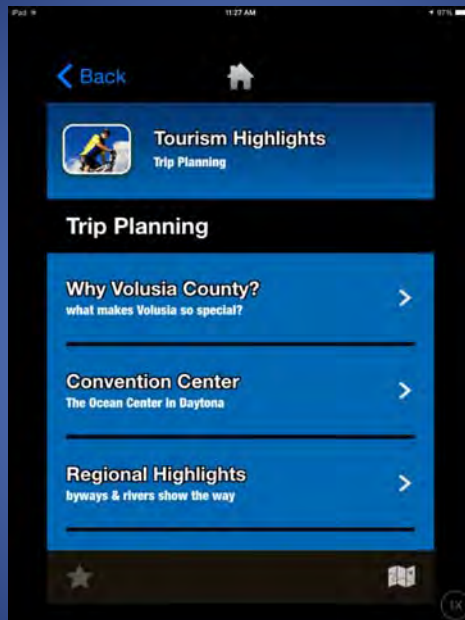 iPad
11:27 AM
97%
Back
Tourism Highlights
Trip Planning
Trip Planning
Why Volusia County?
what makes Volusia so special?
Convention Center
The Ocean Center in Daytona
Regional Highlights
byways & rivers show the way
1X